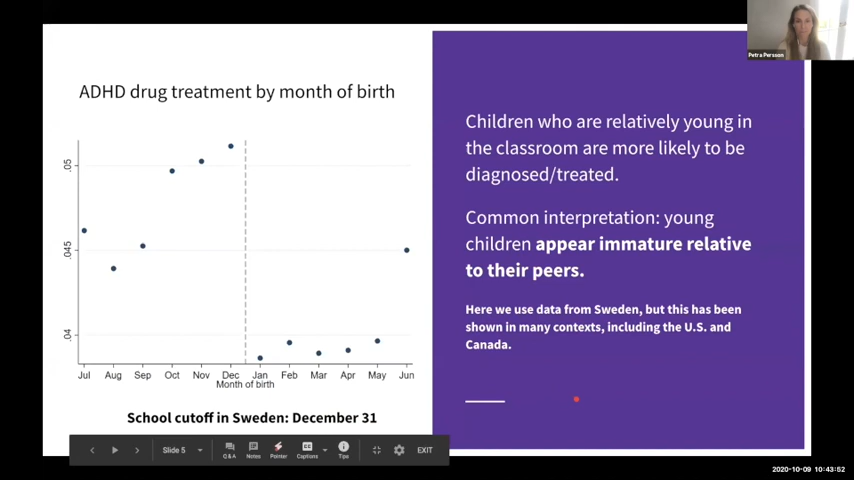 Petra Persson
ADHD drug treatment by month of birth
.05
.045
.04
Jul Aug Sep Oct Nov Dec Jan Feb Mar Apr May Jun
Month of birth
School cutoff in Sweden: December 31
Children who are relatively young in
the classroom are more likely to be
diagnosed/treated.
Common interpretation: young
children appear immature relative
to their peers.
Here we use data from Sweden, but this has been
shown in many contexts, including the U.S. and
Canada.
Slide 5
Q & A Notes Pointer Captions Tips
EXIT
2020-10-09 10:43:52